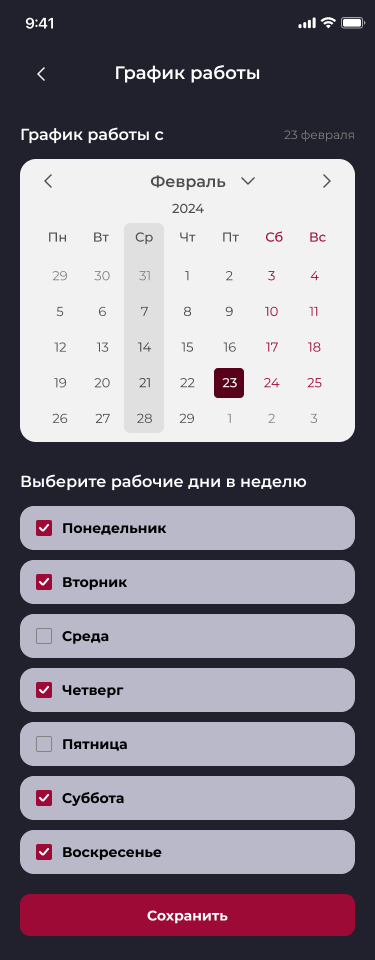 9:41
График работы
График работы с 23 февраля
Февраль
2024
Пн Вт Ср Чт Пт Сб Вс
29 30 31 1 2 3 4
5 6 7 8 9 10 11
12 13 14 15 16 17 18
19 20 21 22 23 24 25
26 27 28 29 1 2 3
Выберите рабочие дни в неделю
Понедельник
Вторник
Среда
Четверг
Пятница
Суббота
Воскресенье
Сохранить